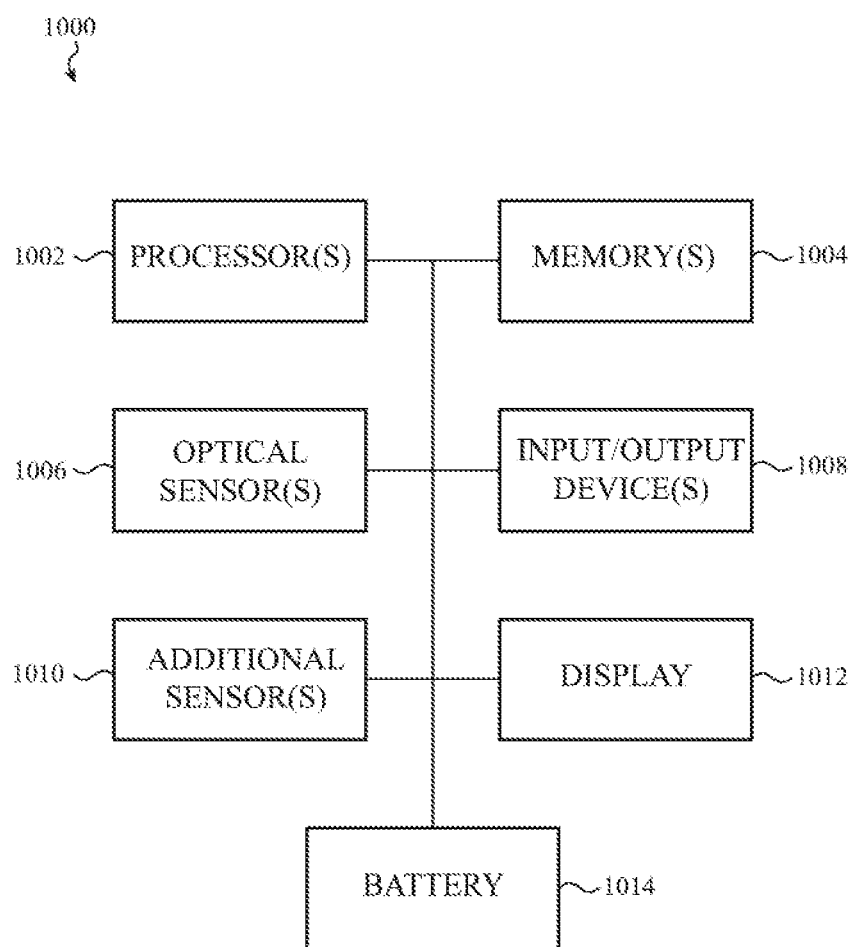 1000
1002
PROCESSOR(S)
MEMORY(S)
1004
1006
OPTICAL
SENSOR(S)
INPUT/OUTPUT
DEVICE(S)
1008
1010
ADDITIONAL
SENSOR(S)
DISPLAY
1012
BATTERY
1014